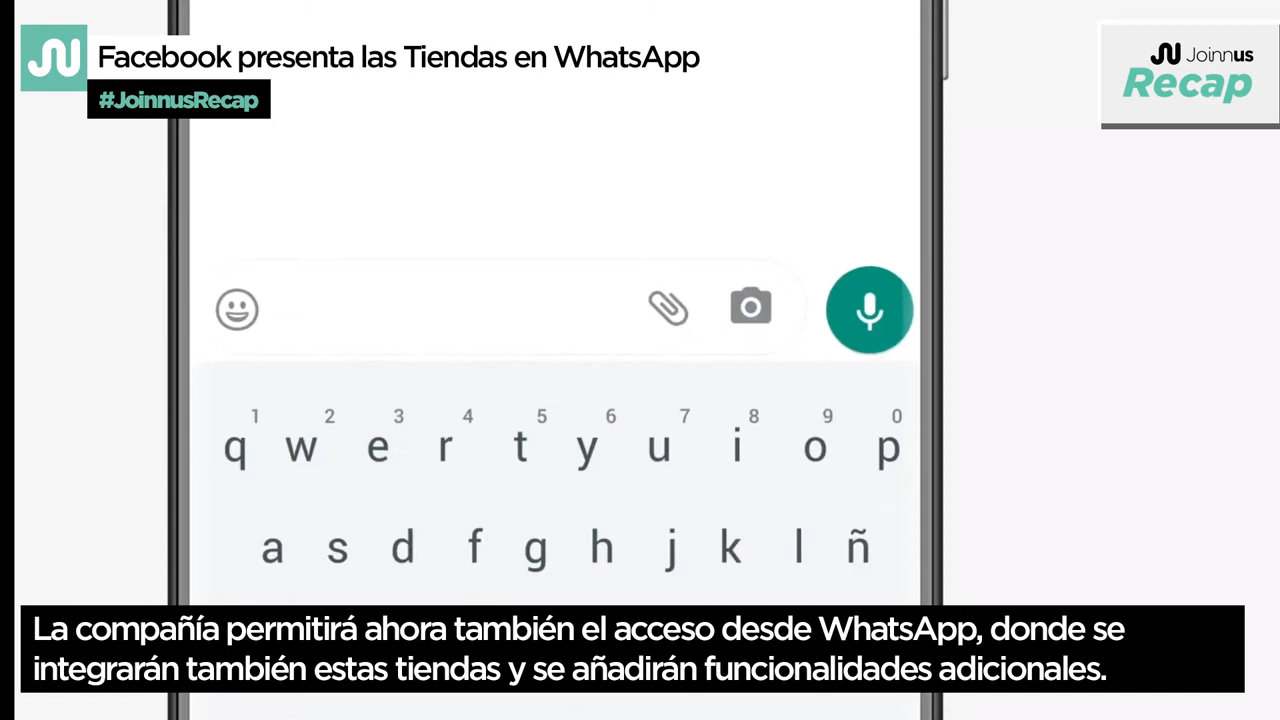 Facebook presenta las Tiendas en WhatsApp
#JoinnusRecap
Joinnus
Recap
1 2 3 4 5 6 7 8 9 0
q w e r t y u i o p
a s d f g h j k l ñ
La compañía permitirá ahora también el acceso desde WhatsApp, donde se
integrarán también estas tiendas y se añadirán funcionalidades adicionales.